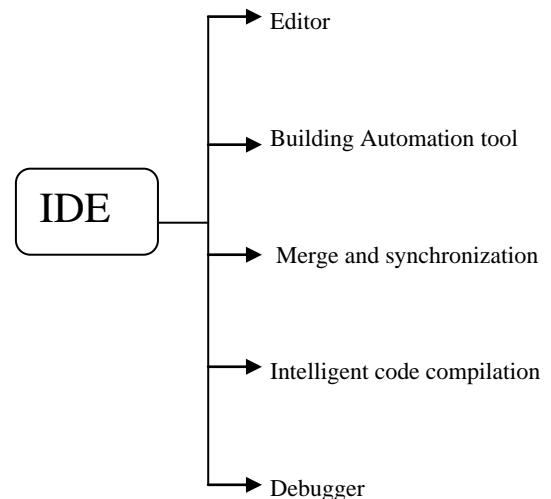 Editor
Building Automation tool
IDE
Merge and synchronization
Intelligent code compilation
Debugger